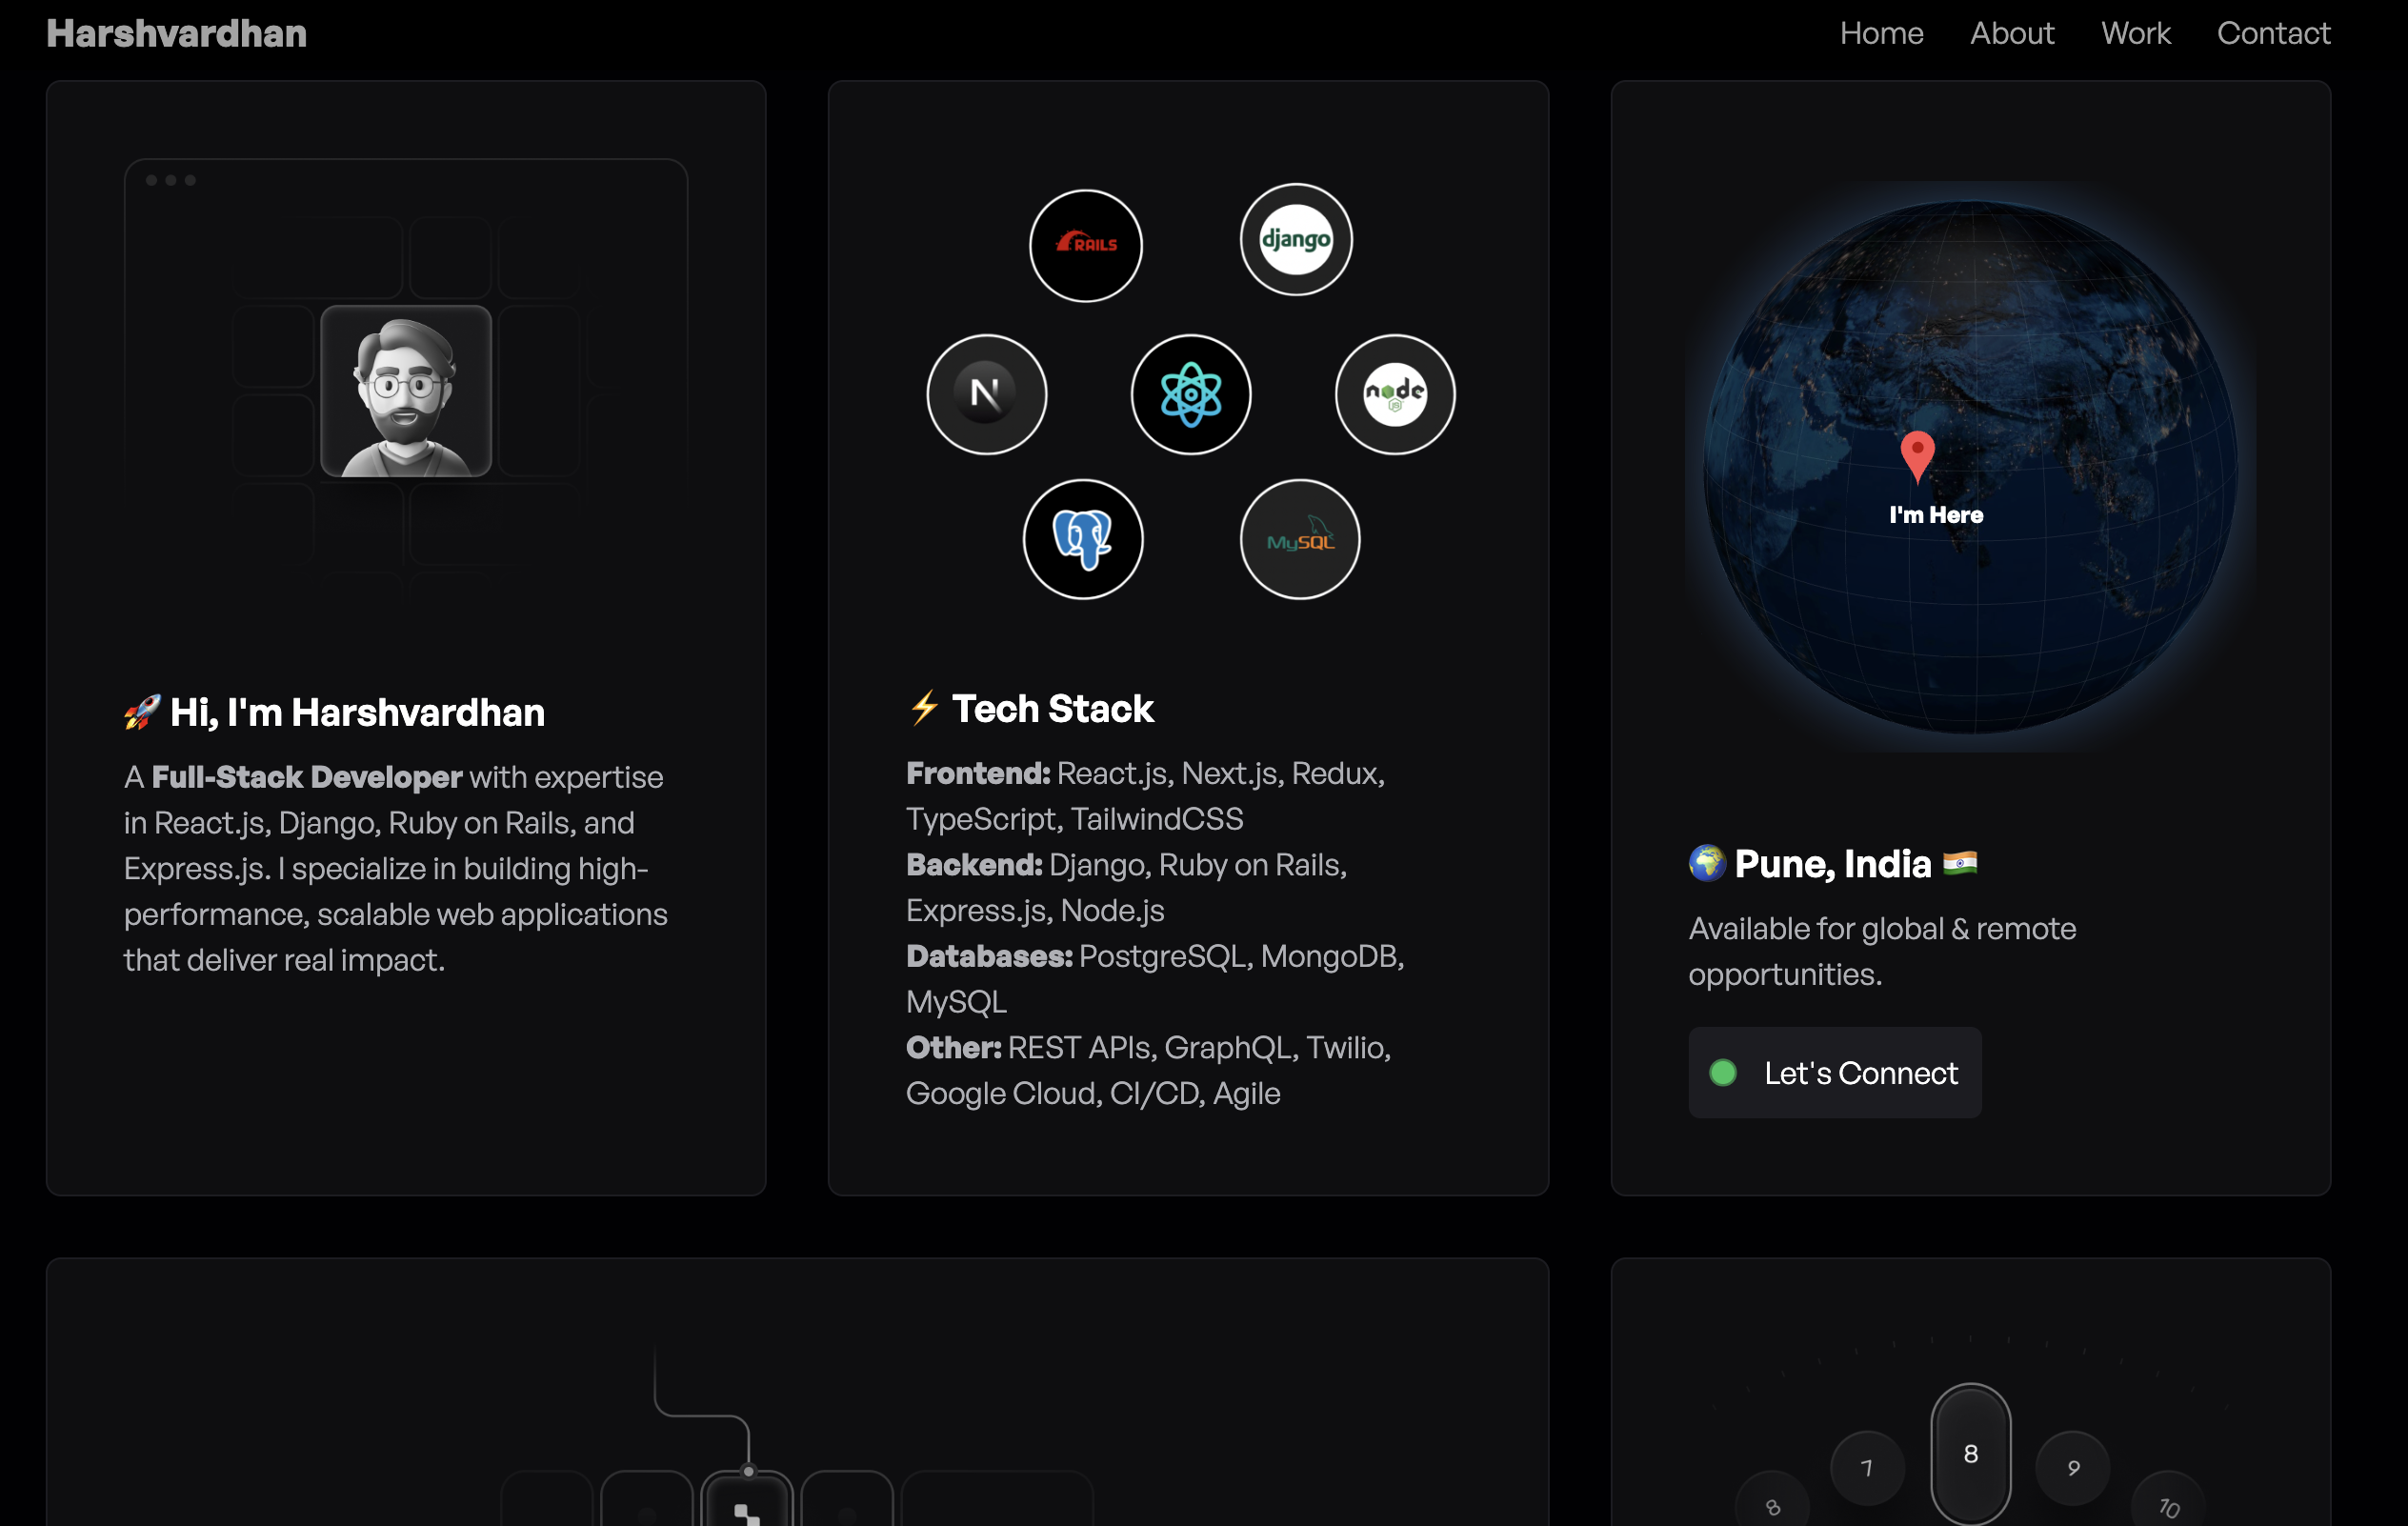 Harshvardhan
Home
About
Work
Contact
RAILS
django
N
node
JS
MySQL
I'm Here
🚀 Hi, I'm Harshvardhan
A Full-Stack Developer with expertise
in React.js, Django, Ruby on Rails, and
Express.js. I specialize in building high-
performance, scalable web applications
that deliver real impact.
⚡ Tech Stack
Frontend: React.js, Next.js, Redux,
TypeScript, TailwindCSS
Backend: Django, Ruby on Rails,
Express.js, Node.js
Databases: PostgreSQL, MongoDB,
MySQL
Other: REST APIs, GraphQL, Twilio,
Google Cloud, CI/CD, Agile
🌍 Pune, India 🇮🇳
Available for global & remote
opportunities.
Let's Connect
8
7
8
9
10